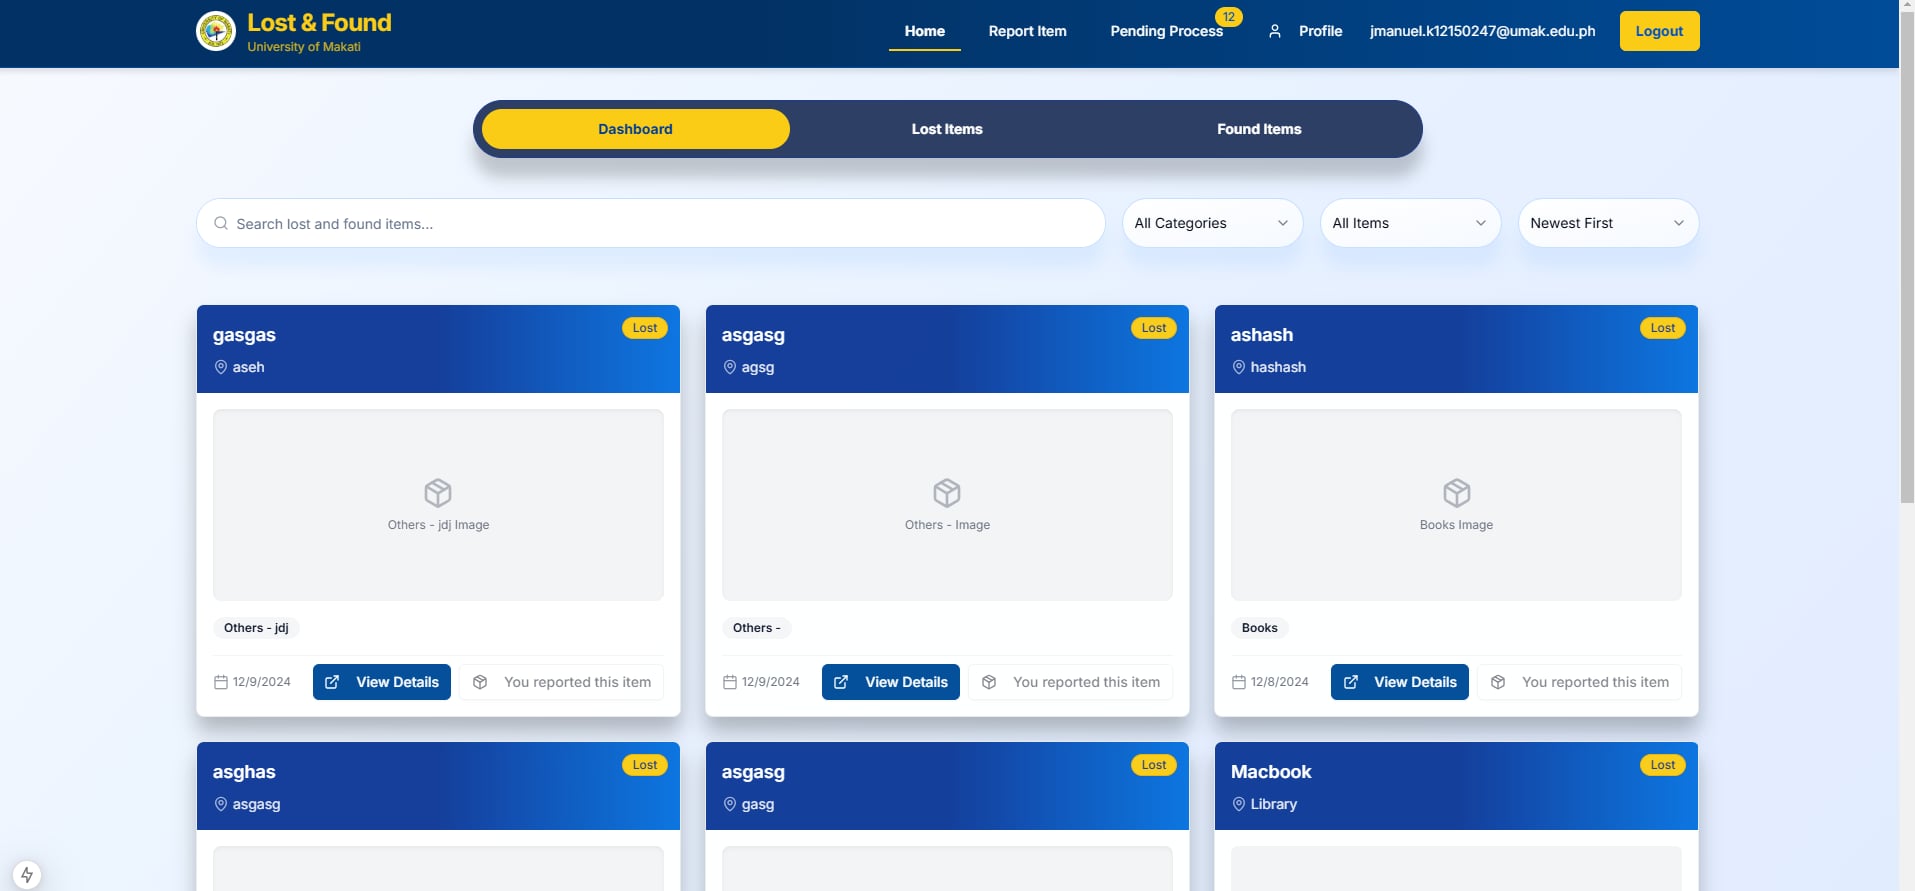 Lost & Found
University of Makati
Home
Report Item
Pending Process
12
Profile
jmanuel.k12150247@umak.edu.ph
Logout
Dashboard
Lost Items
Found Items
Search lost and found items...
All Categories
All Items
Newest First
gasgas
Lost
aseh
Others - jdj Image
Others - jdj
12/9/2024
View Details
You reported this item
asgasg
Lost
agsg
Others - Image
Others -
12/9/2024
View Details
You reported this item
ashash
Lost
hashash
Books Image
Books
12/8/2024
View Details
You reported this item
asghas
Lost
asgasg
asgasg
Lost
gasg
Macbook
Lost
Library